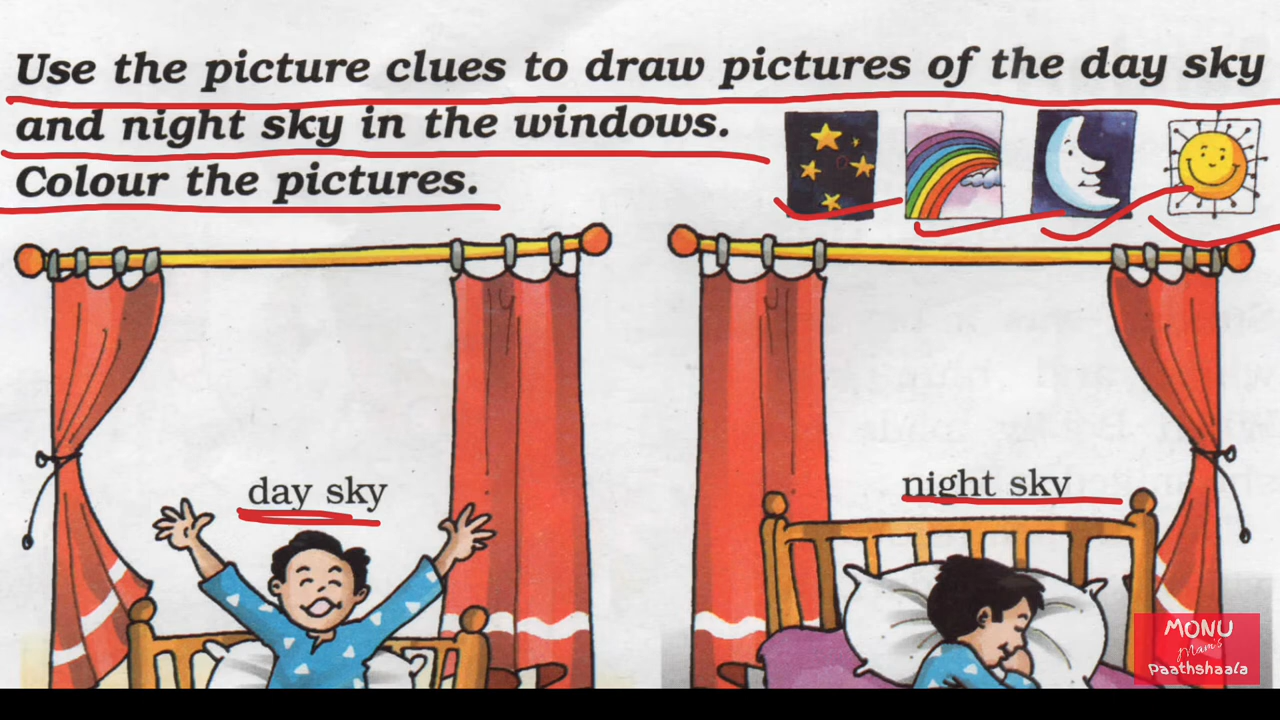 Use the picture clues to draw pictures of the day sky
and night sky in the windows.
Colour the pictures.
day sky
night sky
MONU
Mam's
Paathshaala